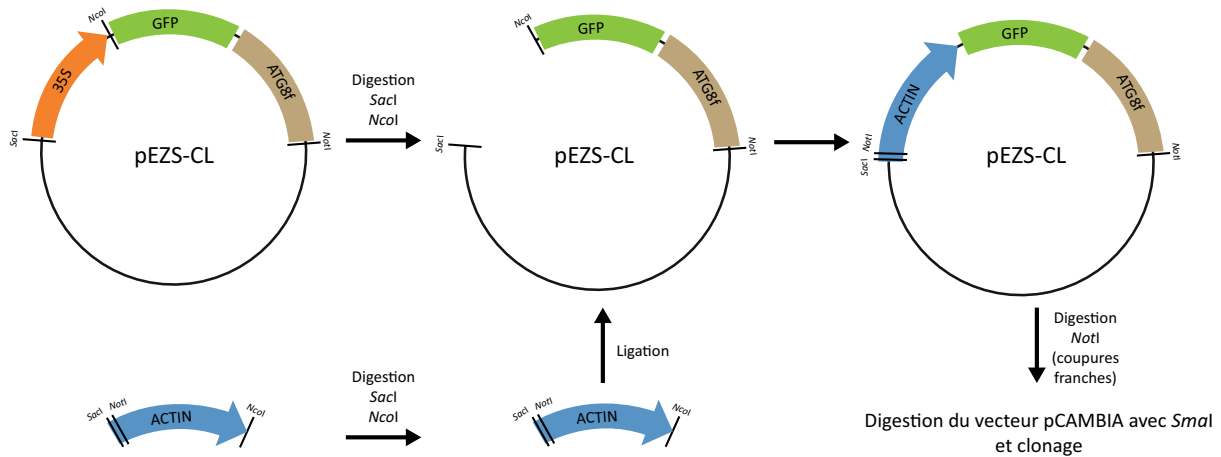 NcoI
GFP
35S
ATG8f
SacI
NotI
pEZS-CL
Digestion
SacI
NcoI
NcoI
GFP
ATG8f
SacI
NotI
pEZS-CL
GFP
ACTIN
ATG8f
SacI NotI
NotI
pEZS-CL
Ligation
Digestion
NotI
(coupures
franches)
SacI NotI
ACTIN
NcoI
Digestion
SacI
NcoI
SacI NotI
ACTIN
NcoI
Digestion du vecteur pCAMBIA avec SmaI
et clonage